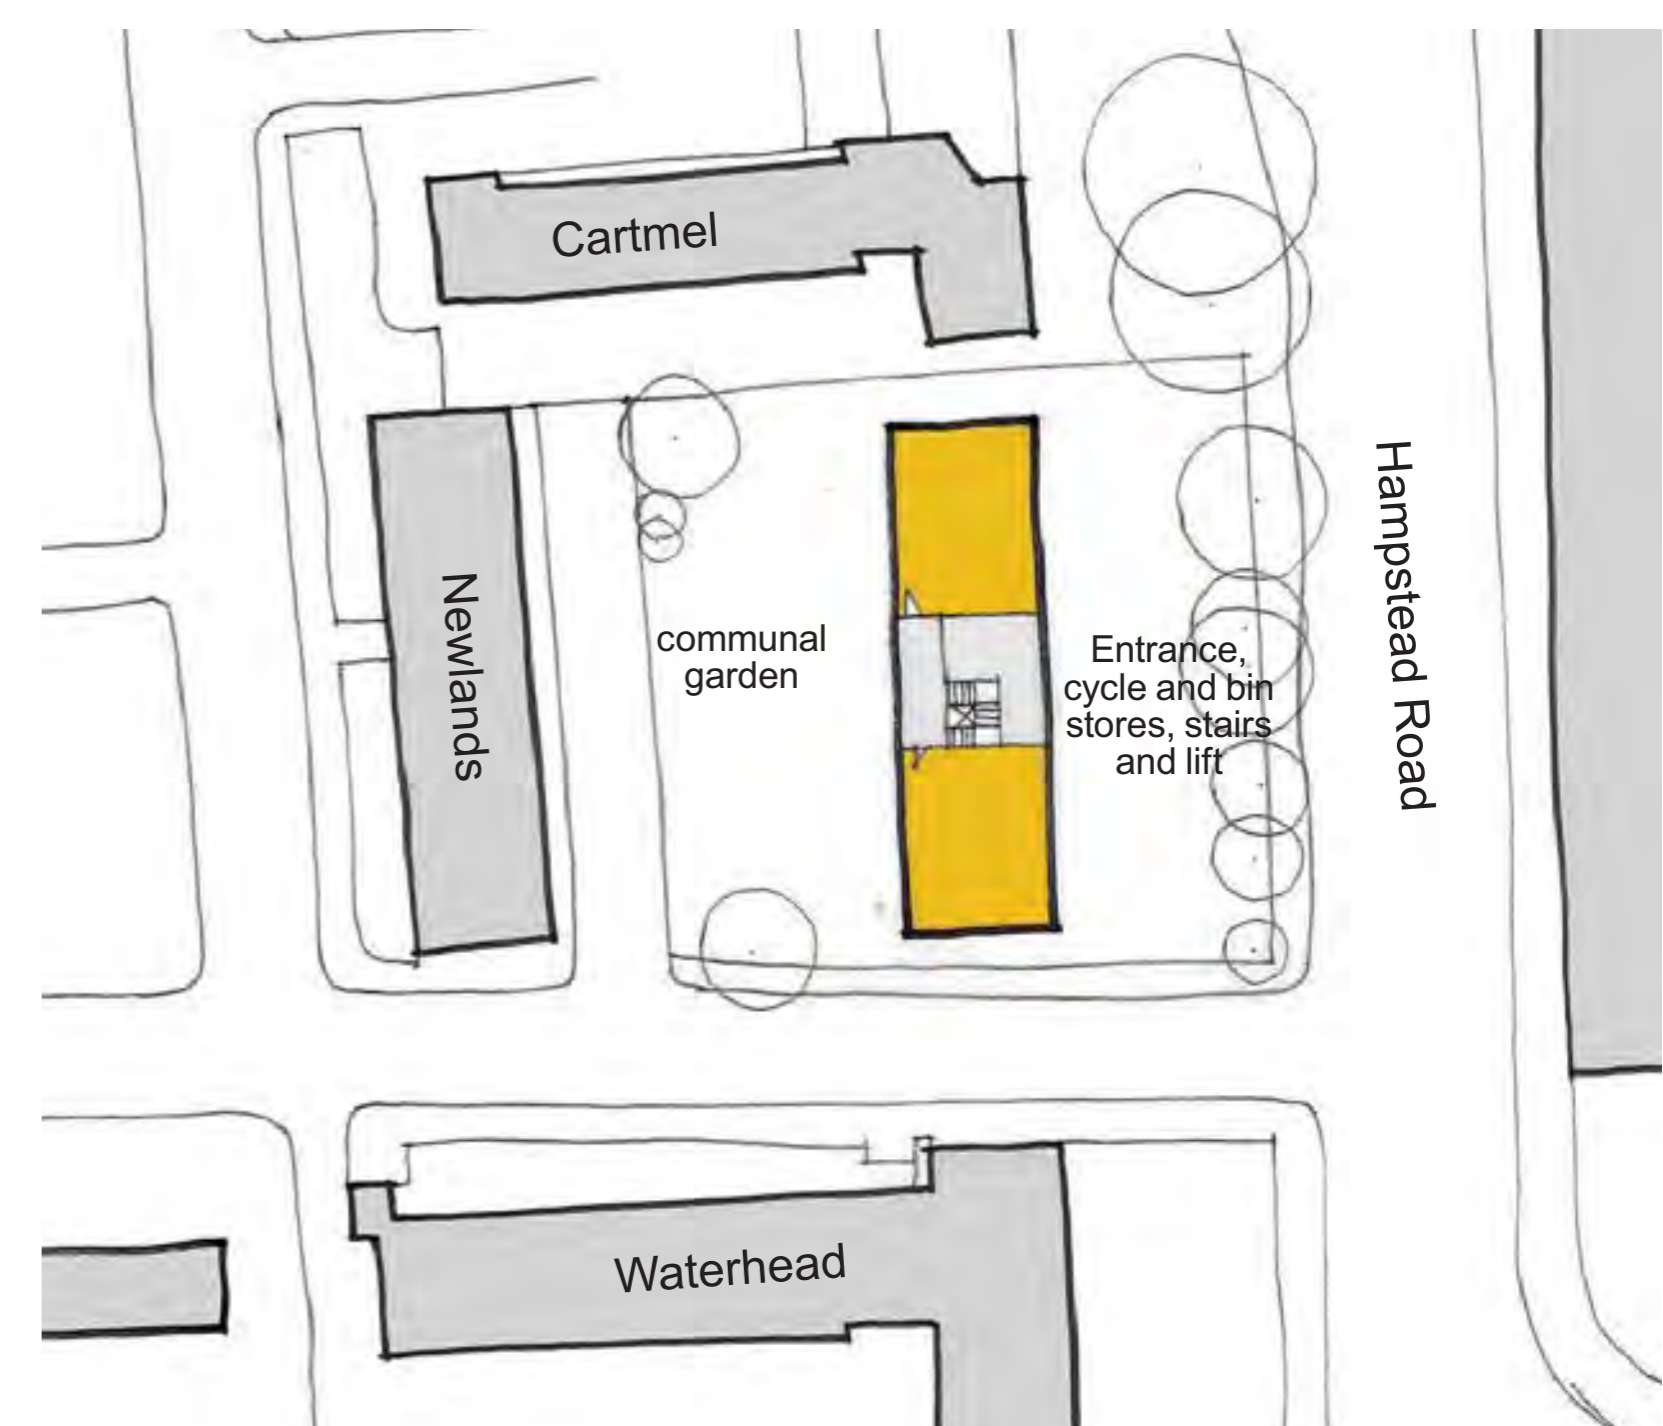 Cartmel
Newlands
communal
garden
Entrance,
cycle and bin
stores, stairs
and lift
Hampstead Road
Waterhead